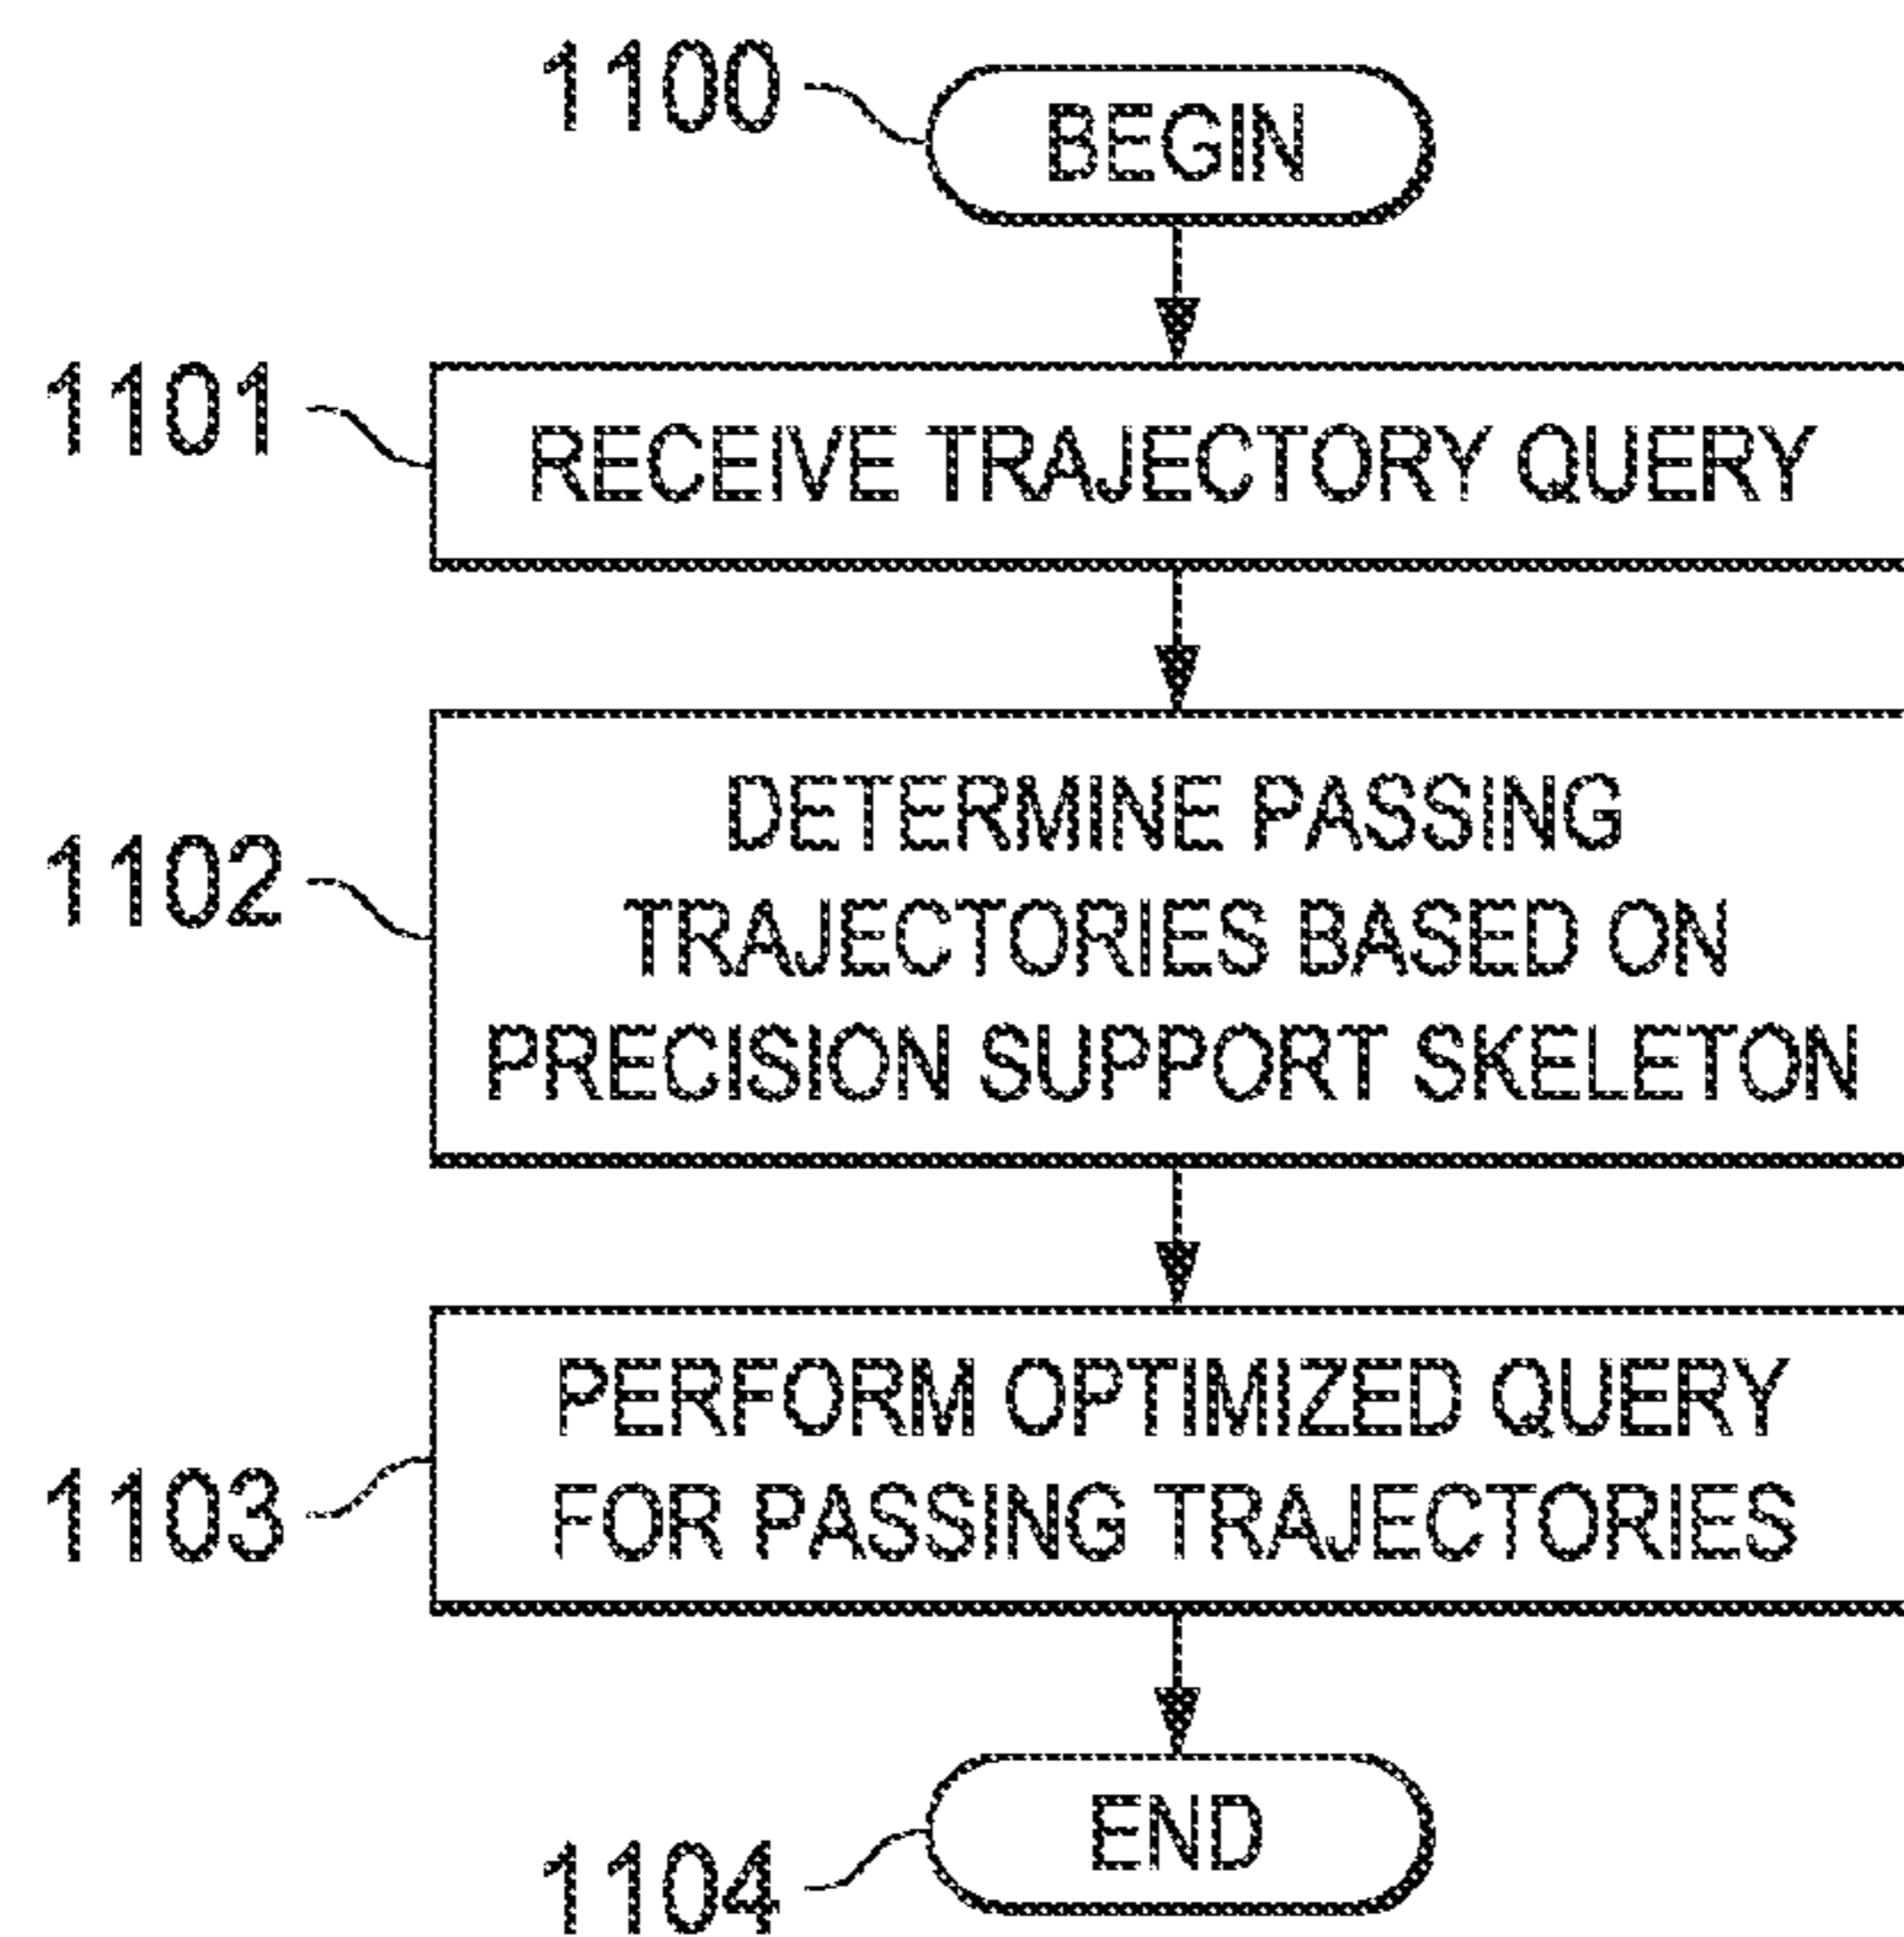 1100
BEGIN
1101
RECEIVE TRAJECTORY QUERY
1102
DETERMINE PASSING
TRAJECTORIES BASED ON
PRECISION SUPPORT SKELETON
1103
PERFORM OPTIMIZED QUERY
FOR PASSING TRAJECTORIES
1104
END